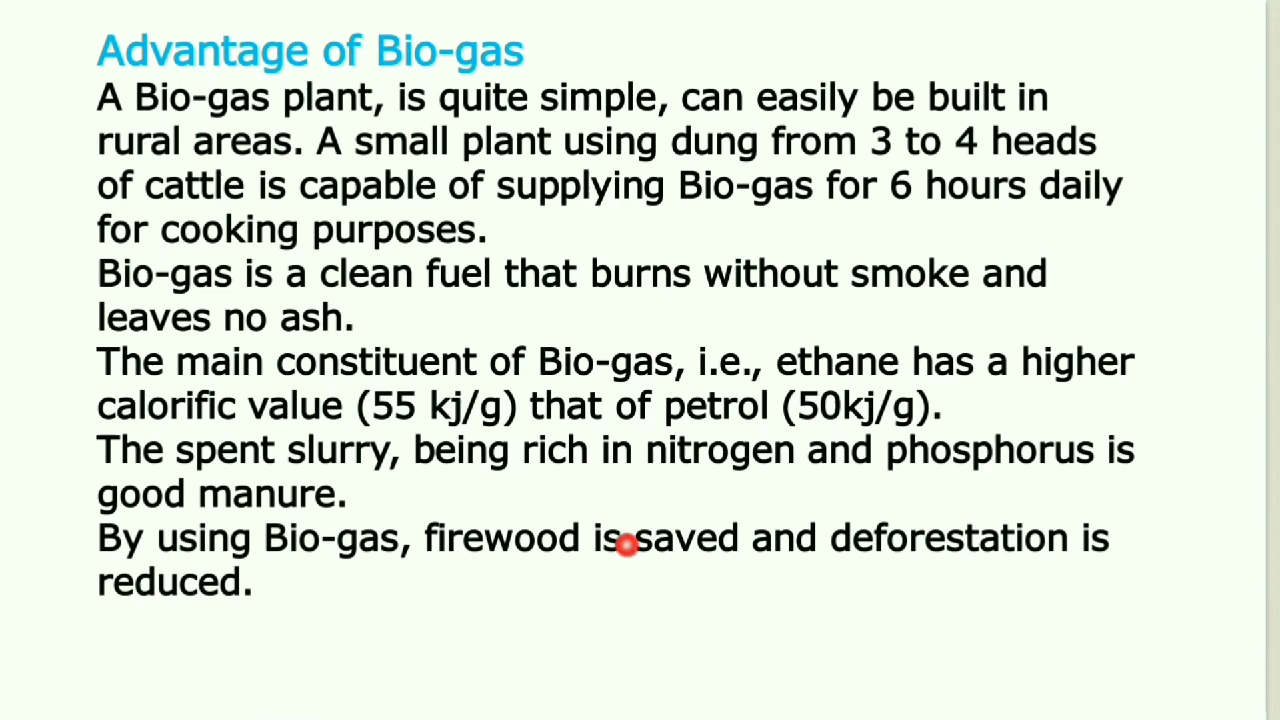 Advantage of Bio-gas
A Bio-gas plant, is quite simple, can easily be built in
rural areas. A small plant using dung from 3 to 4 heads
of cattle is capable of supplying Bio-gas for 6 hours daily
for cooking purposes.
Bio-gas is a clean fuel that burns without smoke and
leaves no ash.
The main constituent of Bio-gas, i.e., ethane has a higher
calorific value (55 kj/g) that of petrol (50kj/g).
The spent slurry, being rich in nitrogen and phosphorus is
good manure.
By using Bio-gas, firewood is saved and deforestation is
reduced.